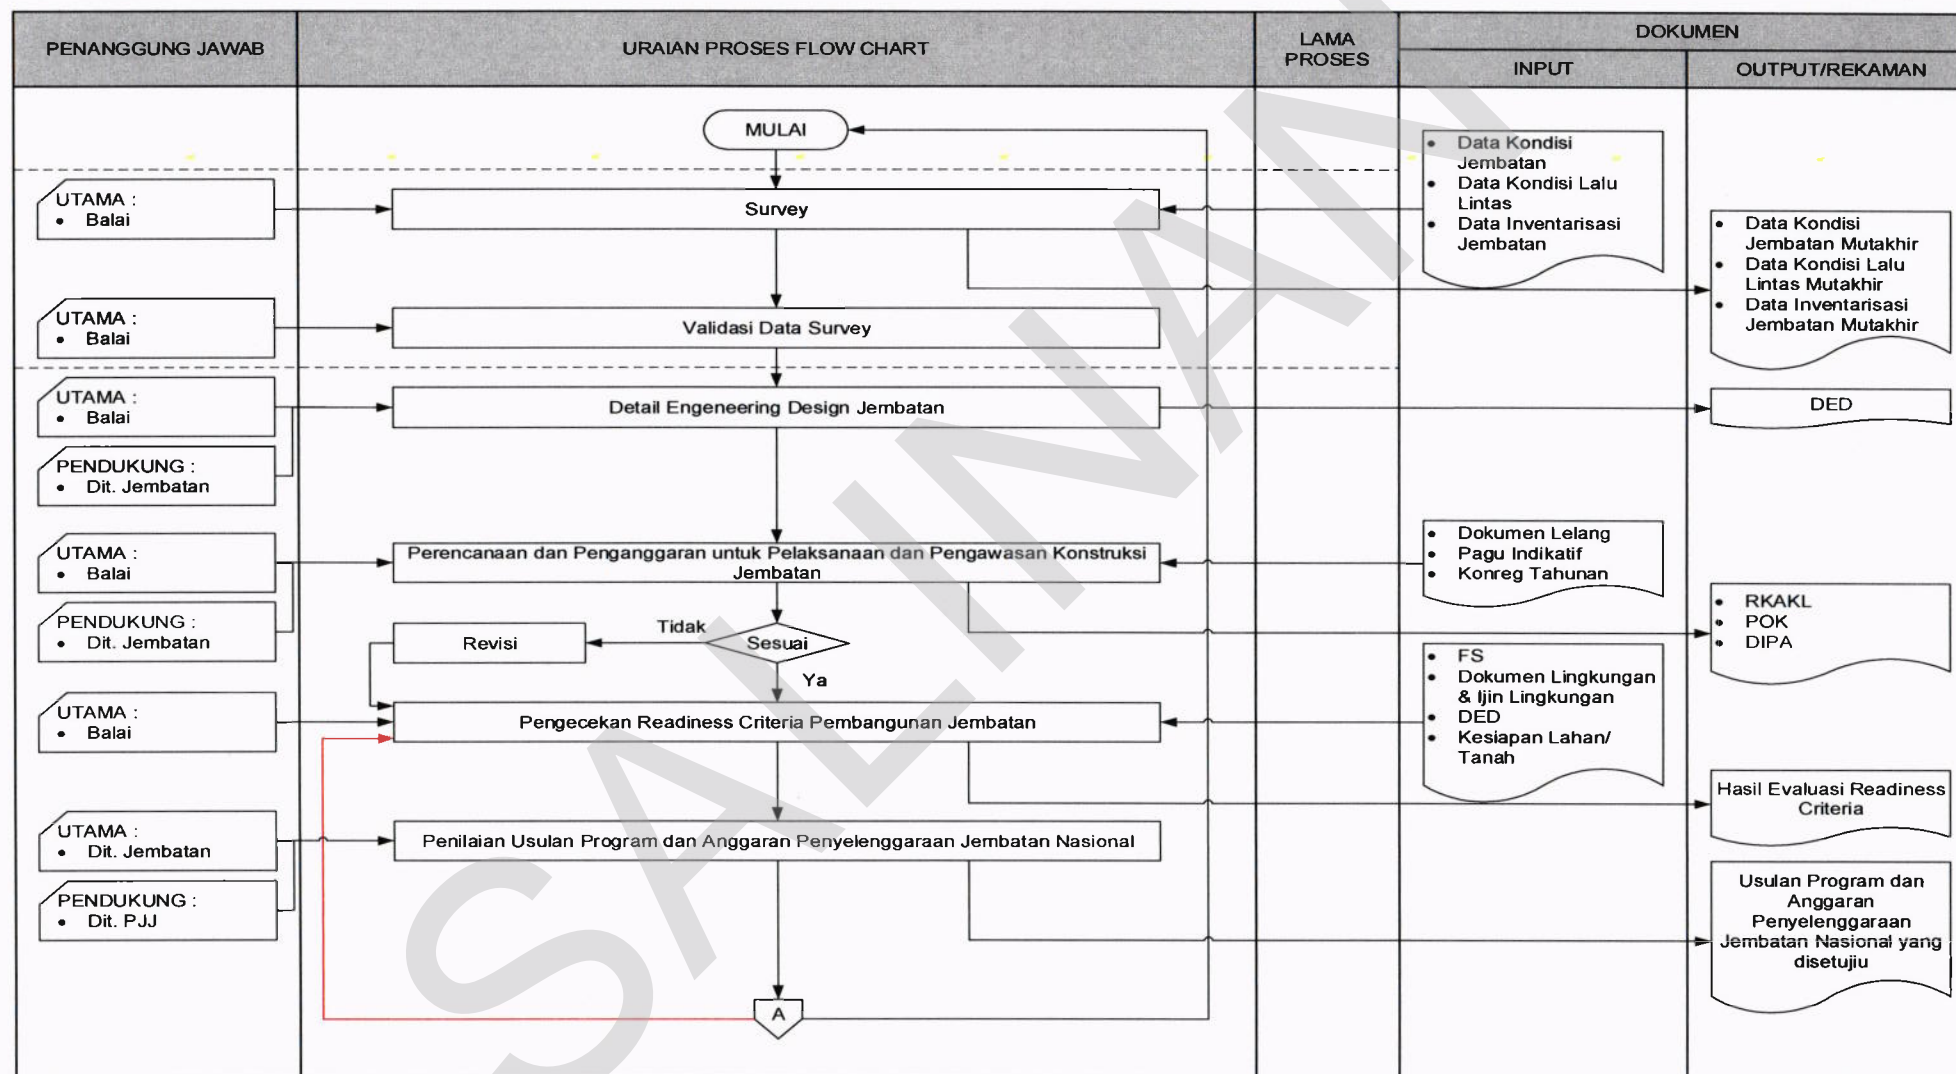 PENANGGUNG JAWAB
URAIAN PROSES FLOW CHART
LAMA
PROSES
DOKUMEN
INPUT
OUTPUT/REKAMAN
MULAI
UTAMA :
• Balai
Survey
• Data Kondisi
Jembatan
• Data Kondisi Lalu
Lintas
• Data Inventarisasi
Jembatan
• Data Kondisi
Jembatan Mutakhir
• Data Kondisi Lalu
Lintas Mutakhir
• Data Inventarisasi
Jembatan Mutakhir
UTAMA :
• Balai
Validasi Data Survey
UTAMA :
• Balai
PENDUKUNG :
• Dit. Jembatan
Detail Engeneering Design Jembatan
DED
UTAMA :
• Balai
PENDUKUNG :
• Dit. Jembatan
Perencanaan dan Penganggaran untuk Pelaksanaan dan Pengawasan Konstruksi
Jembatan
• Dokumen Lelang
• Pagu Indikatif
• Konreg Tahunan
• RKAKL
• POK
• DIPA
Revisi
Tidak
Sesuai
Ya
UTAMA :
• Balai
Pengecekan Readiness Criteria Pembangunan Jembatan
• FS
• Dokumen Lingkungan
& Ijin Lingkungan
• DED
• Kesiapan Lahan/
Tanah
Hasil Evaluasi Readiness
Criteria
UTAMA :
• Dit. Jembatan
PENDUKUNG :
• Dit. PJJ
Penilaian Usulan Program dan Anggaran Penyelenggaraan Jembatan Nasional
Usulan Program dan
Anggaran
Penyelenggaraan
Jembatan Nasional yang
disetujiu
A
SALINAN